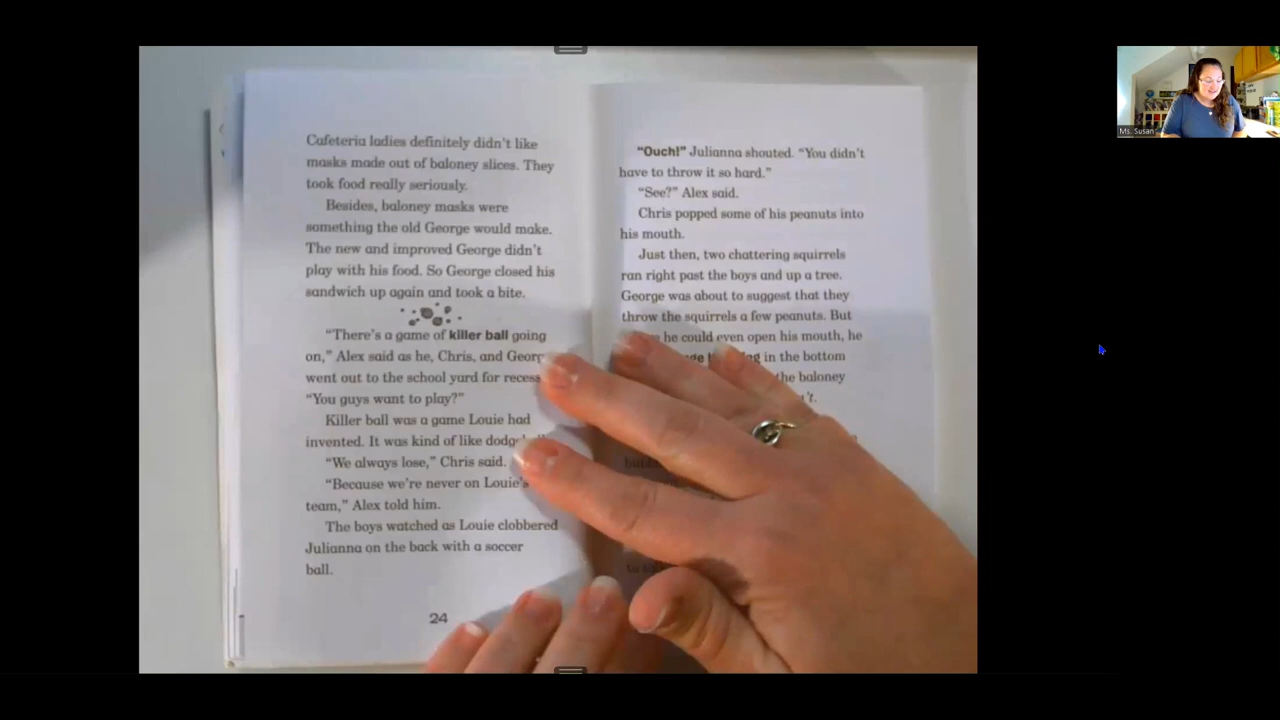 Cafeteria ladies definitely didn't like
masks made out of baloney slices. They
took food really seriously.
Besides, baloney masks were
something the old George would make.
The new and improved George didn't
play with his food. So George closed his
sandwich up again and took a bite.
"There's a game of killer ball going
on," Alex said as he, Chris, and
went out to the school yard for recess
"You guys want to play?"
Killer ball was a game Louie had
invented. It was kind of like
"We always lose," Chris said.
"Because we're never on Louie's
team," Alex told him.
The boys watched as Louie clobbered
Julianna on the back with a soccer
ball.
24
"Ouch!" Julianna shouted. "You didn't
have to throw it so hard."
"See?" Alex said.
Chris popped some of his peanuts into
his mouth.
Just then, two chattering squirrels
ran right past the boys and up a tree.
George was about to suggest that they
throw the squirrels a few peanuts. But
he could even open his mouth, he
in the bottom
the baloney
Ms. Susan